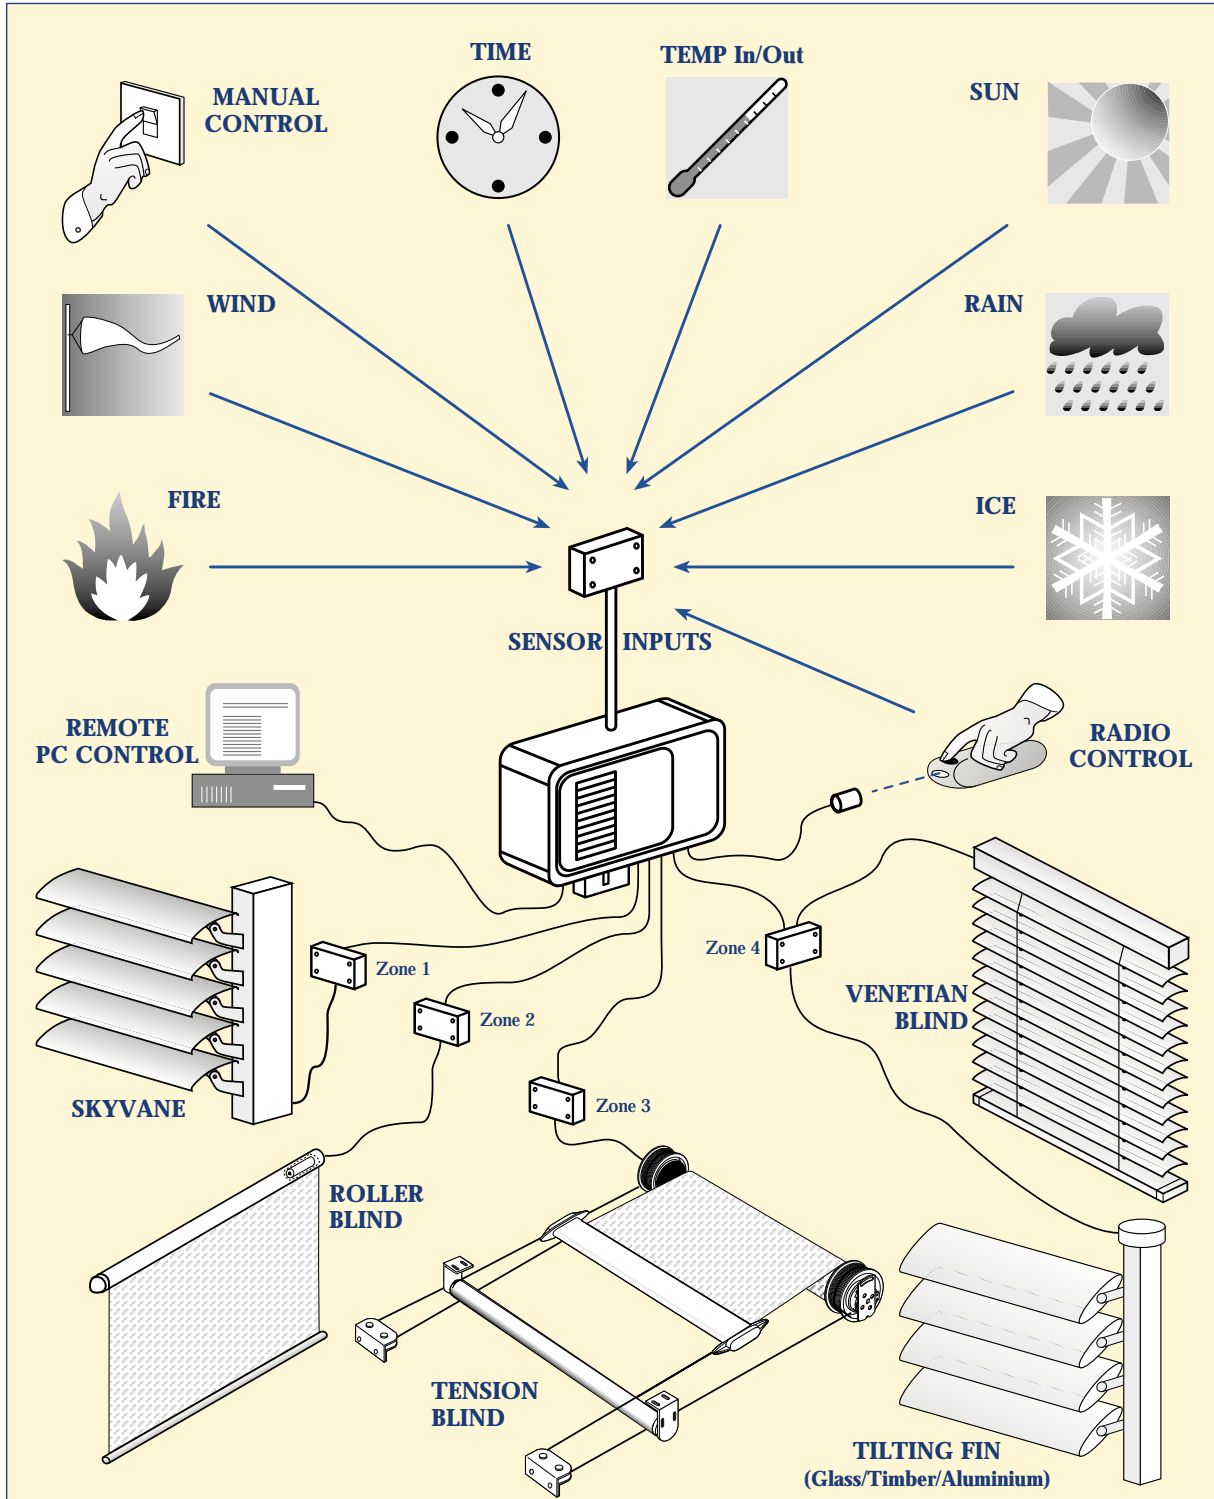 TIME
TEMP In/Out
MANUAL
CONTROL
SUN
WIND
RAIN
FIRE
ICE
SENSOR INPUTS
REMOTE
PC CONTROL
RADIO
CONTROL
Zone 1
Zone 2
Zone 3
Zone 4
VENETIAN
BLIND
SKYVANE
ROLLER
BLIND
TENSION
BLIND
TILTING FIN
(Glass/Timber/Aluminium)